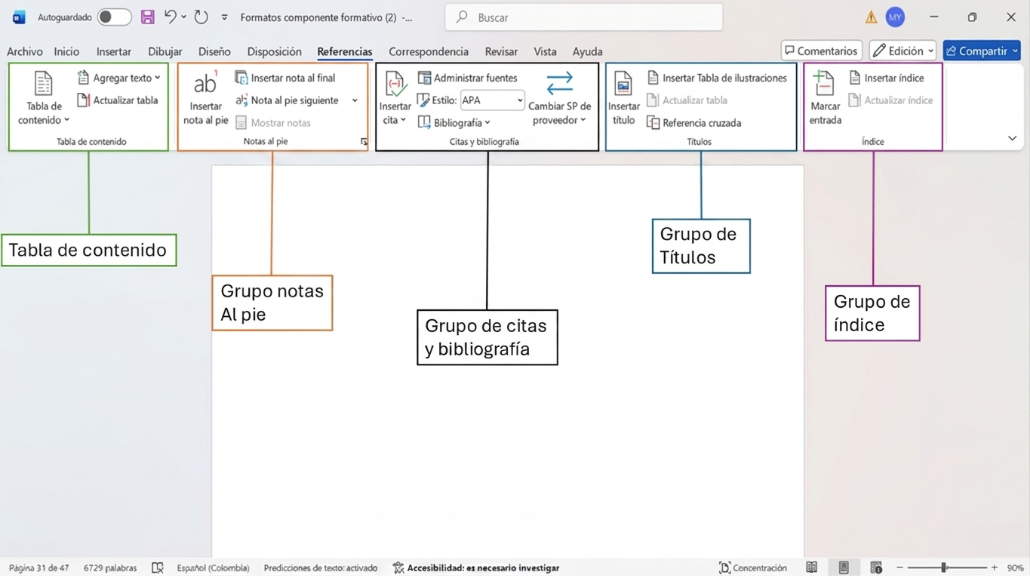 Autoguardado
Formatos componente formativo (2) -...
Buscar
MY
Archivo Inicio Insertar Dibujar Diseño Disposición Referencias Correspondencia Revisar Vista Ayuda
Comentarios Edición Compartir
Tabla de
contenido
Agregar texto
Actualizar tabla
Tabla de contenido
ab
Insertar
nota al pie
Insertar nota al final
Nota al pie siguiente
Mostrar notas
Notas al pie
Insertar
cita
Administrar fuentes
Estilo: APA
Bibliografía
Cambiar SP de
proveedor
Citas y bibliografía
Insertar
título
Insertar Tabla de ilustraciones
Actualizar tabla
Referencia cruzada
Títulos
Marcar
entrada
Insertar índice
Actualizar índice
Índice
Tabla de contenido
Grupo notas
Al pie
Grupo de citas
y bibliografía
Grupo de
Títulos
Grupo de
índice
Página 31 de 47 6729 palabras Español (Colombia) Predicciones de texto: activado Accesibilidad: es necesario investigar Concentración 90%